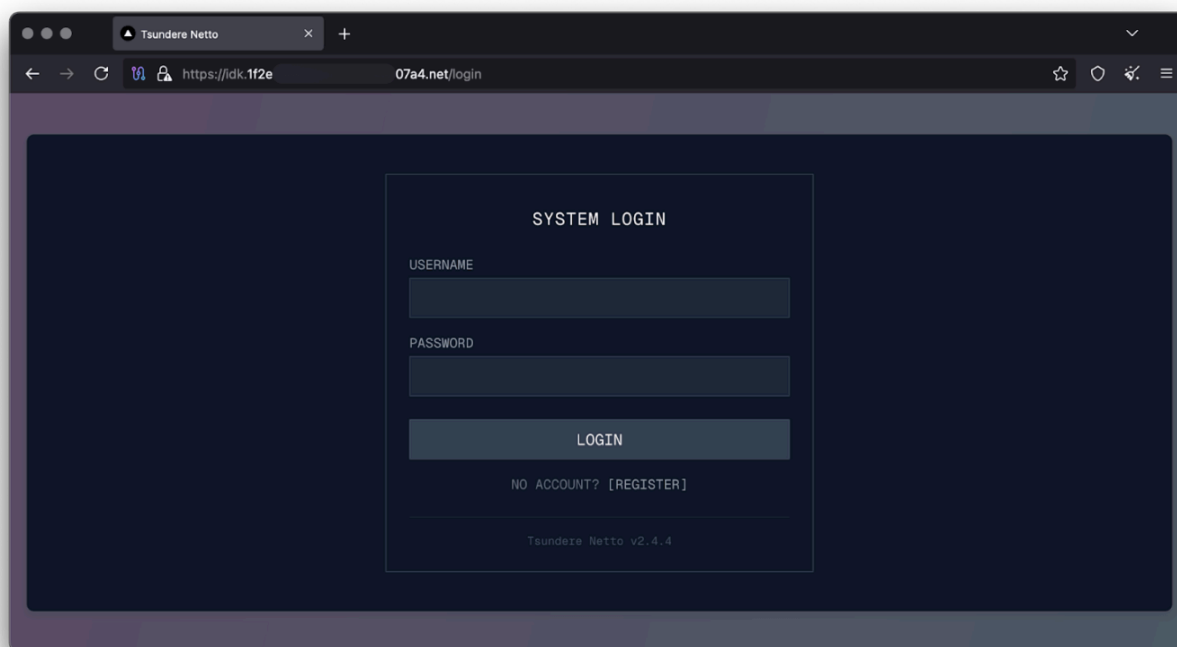 Tsundere Netto
https://idk.1f2e 07a4.net/login
SYSTEM LOGIN
USERNAME
PASSWORD
LOGIN
NO ACCOUNT? [REGISTER]
Tsundere Netto v2.4.4